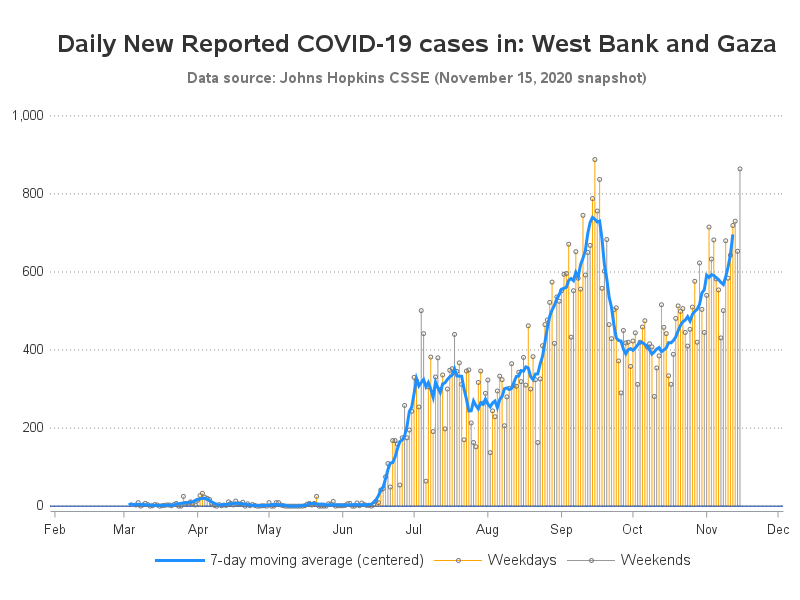 Daily New Reported COVID-19 cases in: West Bank and Gaza
Data source: Johns Hopkins CSSE (November 15, 2020 snapshot)
1,000
800
600
400
200
0
Feb Mar Apr May Jun Jul Aug Sep Oct Nov Dec
7-day moving average (centered) Weekdays Weekends